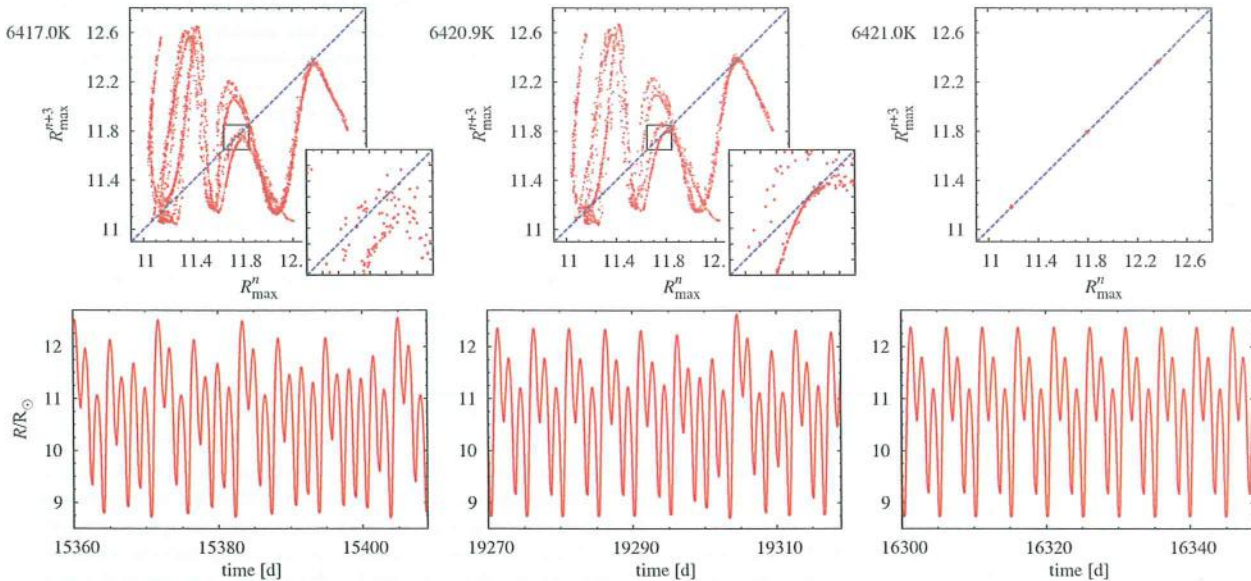 6417.0K
12.6
12.2
11.8
11.4
11
R^{n+3}_{max}
11 11.4 11.8 12.
R^n_{max}
6420.9K
12.6
12.2
11.8
11.4
11
R^{n+3}_{max}
11 11.4 11.8 12.
R^n_{max}
6421.0K
12.6
12.2
11.8
11.4
11
R^{n+3}_{max}
11 11.4 11.8 12.2 12.6
R^n_{max}
12
11
10
9
R/R_⊙
15360 15380 15400
time [d]
12
11
10
9
19270 19290 19310
time [d]
12
11
10
9
16300 16320 16340
time [d]